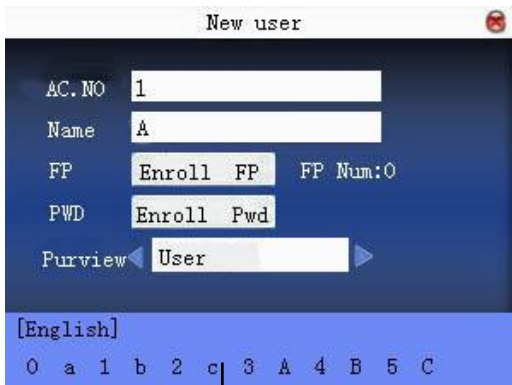 New user
AC.NO 1
Name A
FP Enroll FP FP Num:0
PWD Enroll Pwd
Purview User
[English]
0 a 1 b 2 c 3 A 4 B 5 C